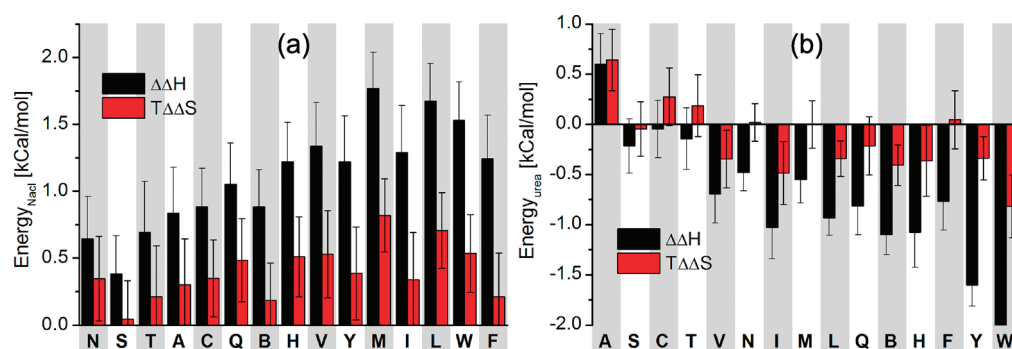 (a)
Energy_Nacl [kCal/mol]
2.0
1.5
1.0
0.5
0.0
ΔΔH
TΔΔS
N S T A C Q B H V Y M I L W F
(b)
Energy_urea [kCal/mol]
1.0
0.5
0.0
-0.5
-1.0
-1.5
-2.0
ΔΔH
TΔΔS
A S C T V N I M L Q B H F Y W